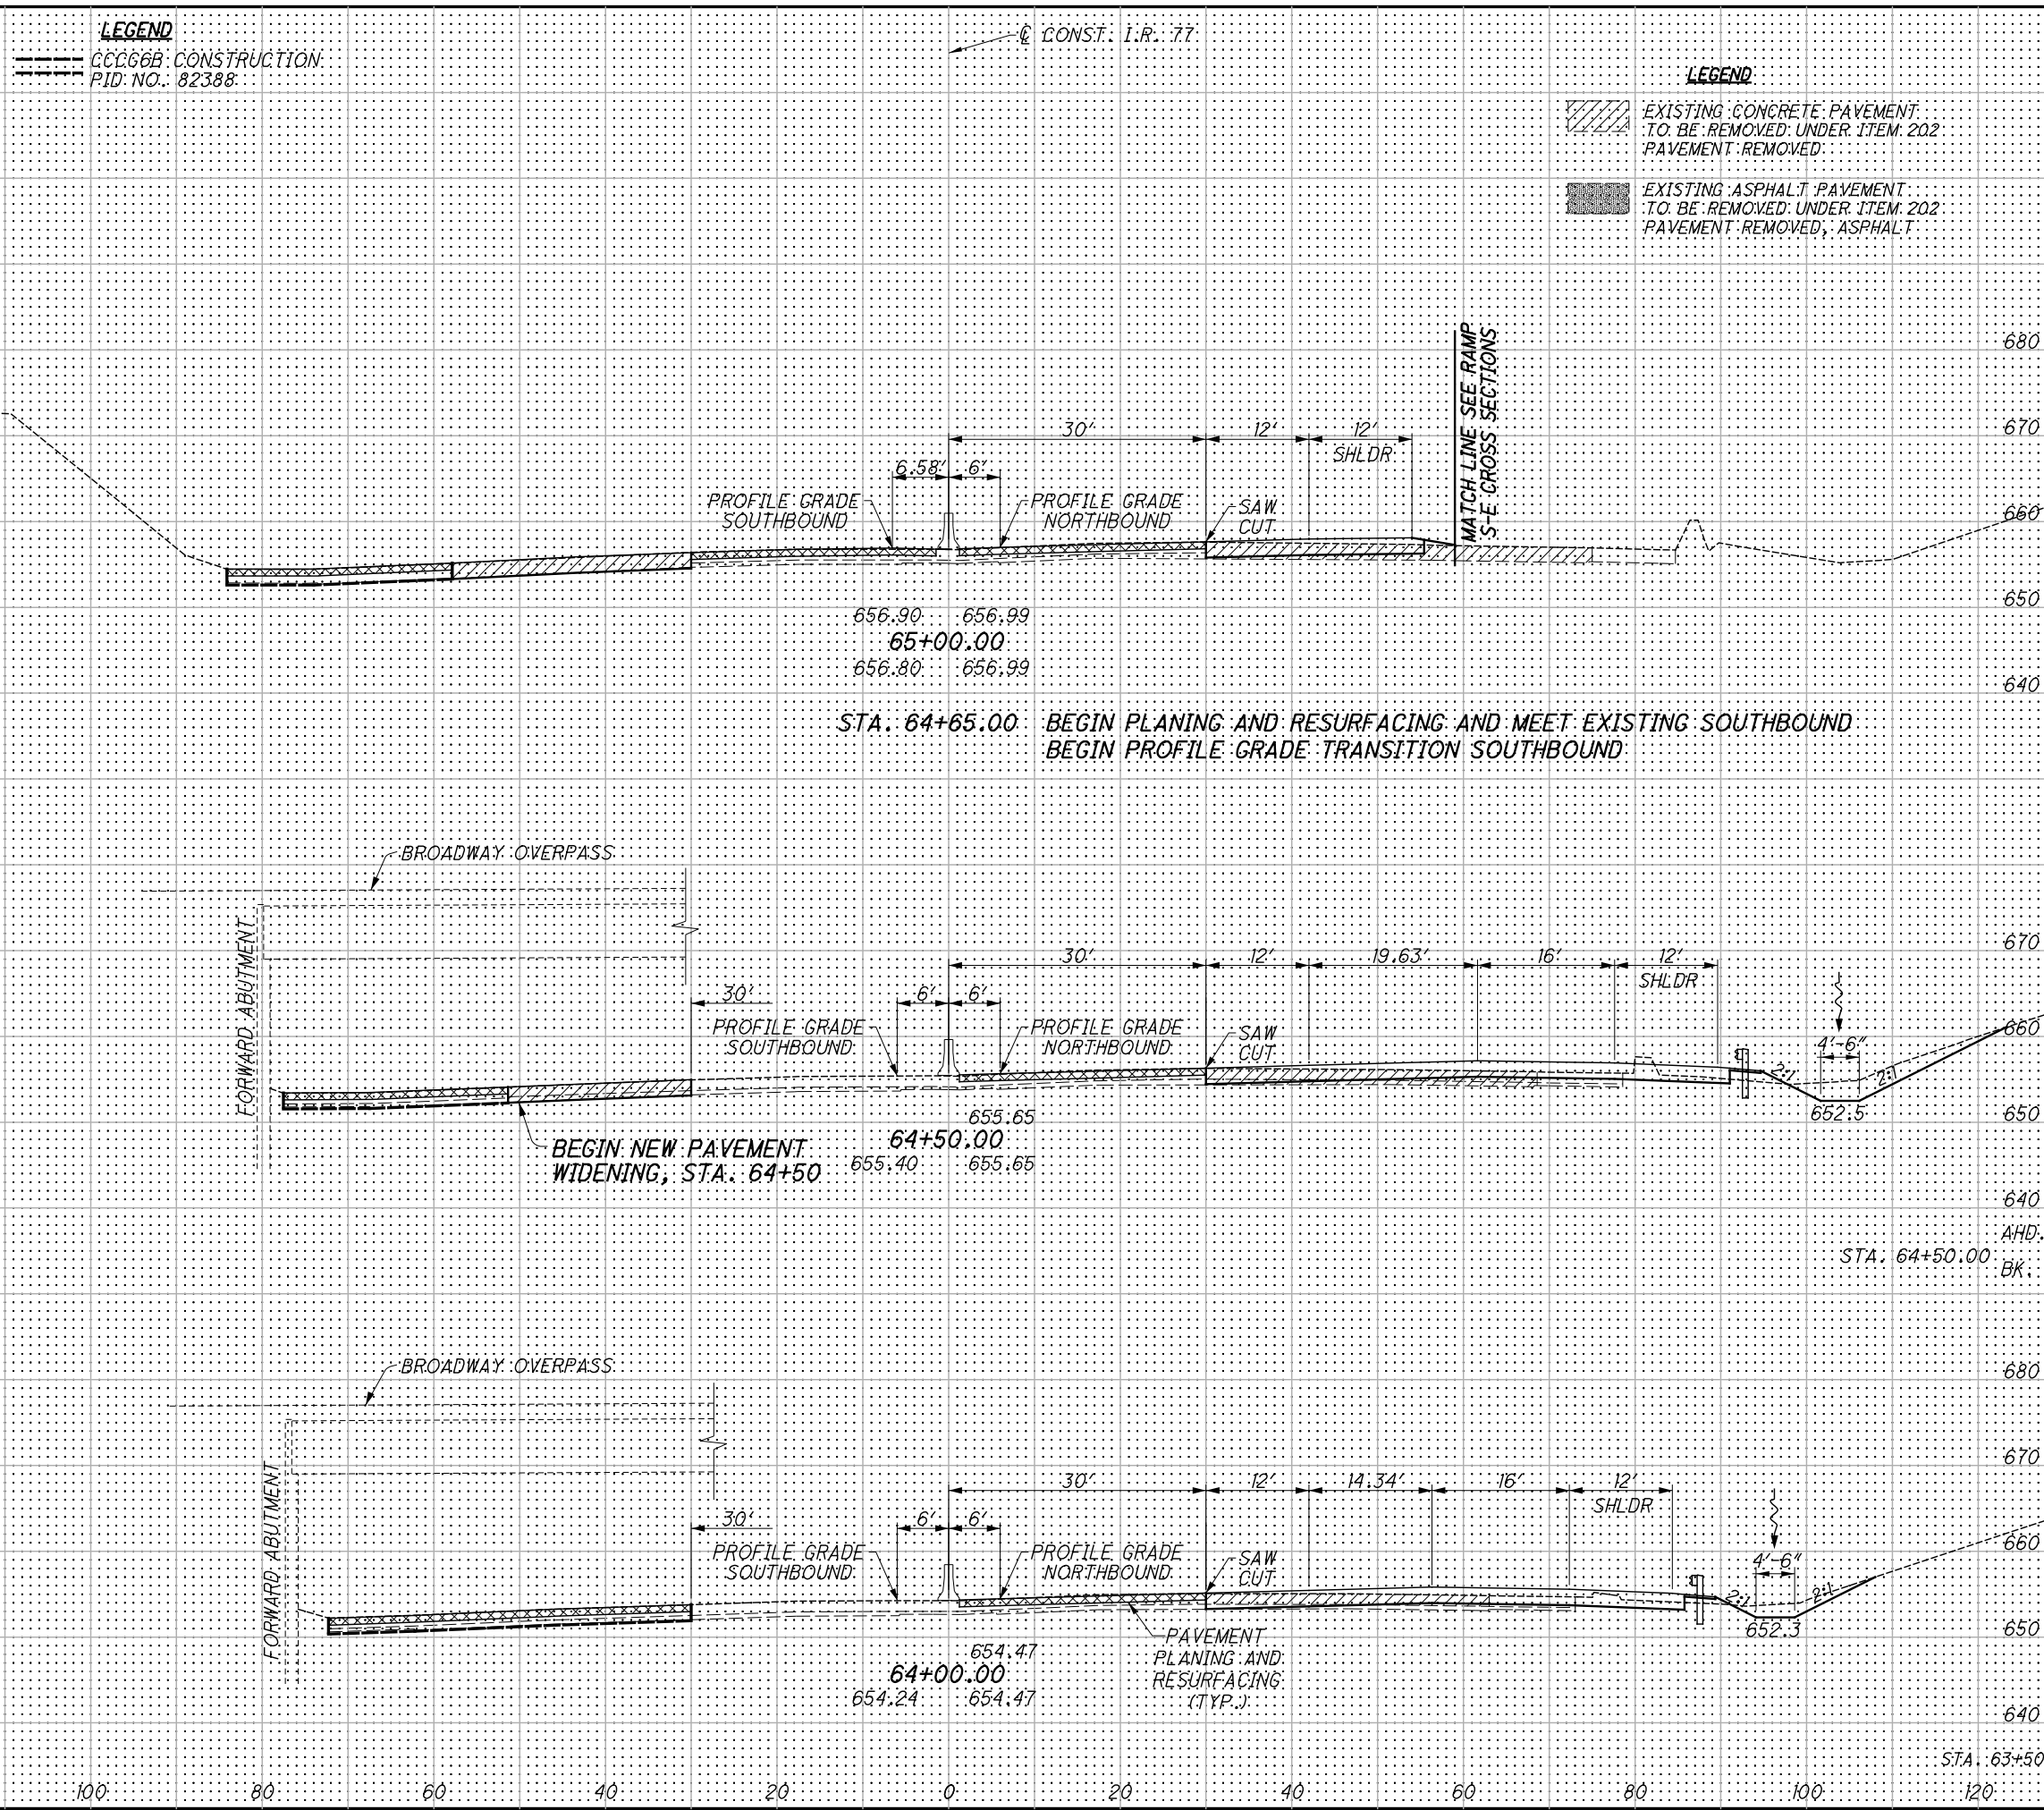 LEGEND
CCCG6B CONSTRUCTION
PID NO. 82388
℄ CONST. I.R. 77
LEGEND
EXISTING CONCRETE PAVEMENT
TO BE REMOVED UNDER ITEM 202
PAVEMENT REMOVED
EXISTING ASPHALT PAVEMENT
TO BE REMOVED UNDER ITEM 202
PAVEMENT REMOVED, ASPHALT
MATCH LINE SEE RAMP
S-E CROSS SECTIONS
680
670
660
650
640
30' 12' 12'
SHLDR
6.58' 6'
PROFILE GRADE
SOUTHBOUND
PROFILE GRADE
NORTHBOUND
SAW
CUT
656.90 656.99
65+00.00
656.80 656.99
STA. 64+65.00 BEGIN PLANING AND RESURFACING AND MEET EXISTING SOUTHBOUND
BEGIN PROFILE GRADE TRANSITION SOUTHBOUND
BROADWAY OVERPASS
FORWARD ABUTMENT
30' 12' 19.63' 16' 12'
SHLDR
30' 6' 6'
PROFILE GRADE
SOUTHBOUND
PROFILE GRADE
NORTHBOUND
SAW
CUT
4'-6"
2:1
2:1
652.5
670
660
650
640
655.65
64+50.00
655.40 655.65
BEGIN NEW PAVEMENT
WIDENING, STA. 64+50
AHD.
STA. 64+50.00
BK.
BROADWAY OVERPASS
FORWARD ABUTMENT
30' 12' 14.34' 16' 12'
SHLDR
30' 6' 6'
PROFILE GRADE
SOUTHBOUND
PROFILE GRADE
NORTHBOUND
SAW
CUT
4'-6"
2:1
2:1
652.3
680
670
660
650
640
654.47
64+00.00
654.24 654.47
PAVEMENT
PLANING AND
RESURFACING
(TYP.)
STA. 63+50
100 80 60 40 20 0 20 40 60 80 100 120